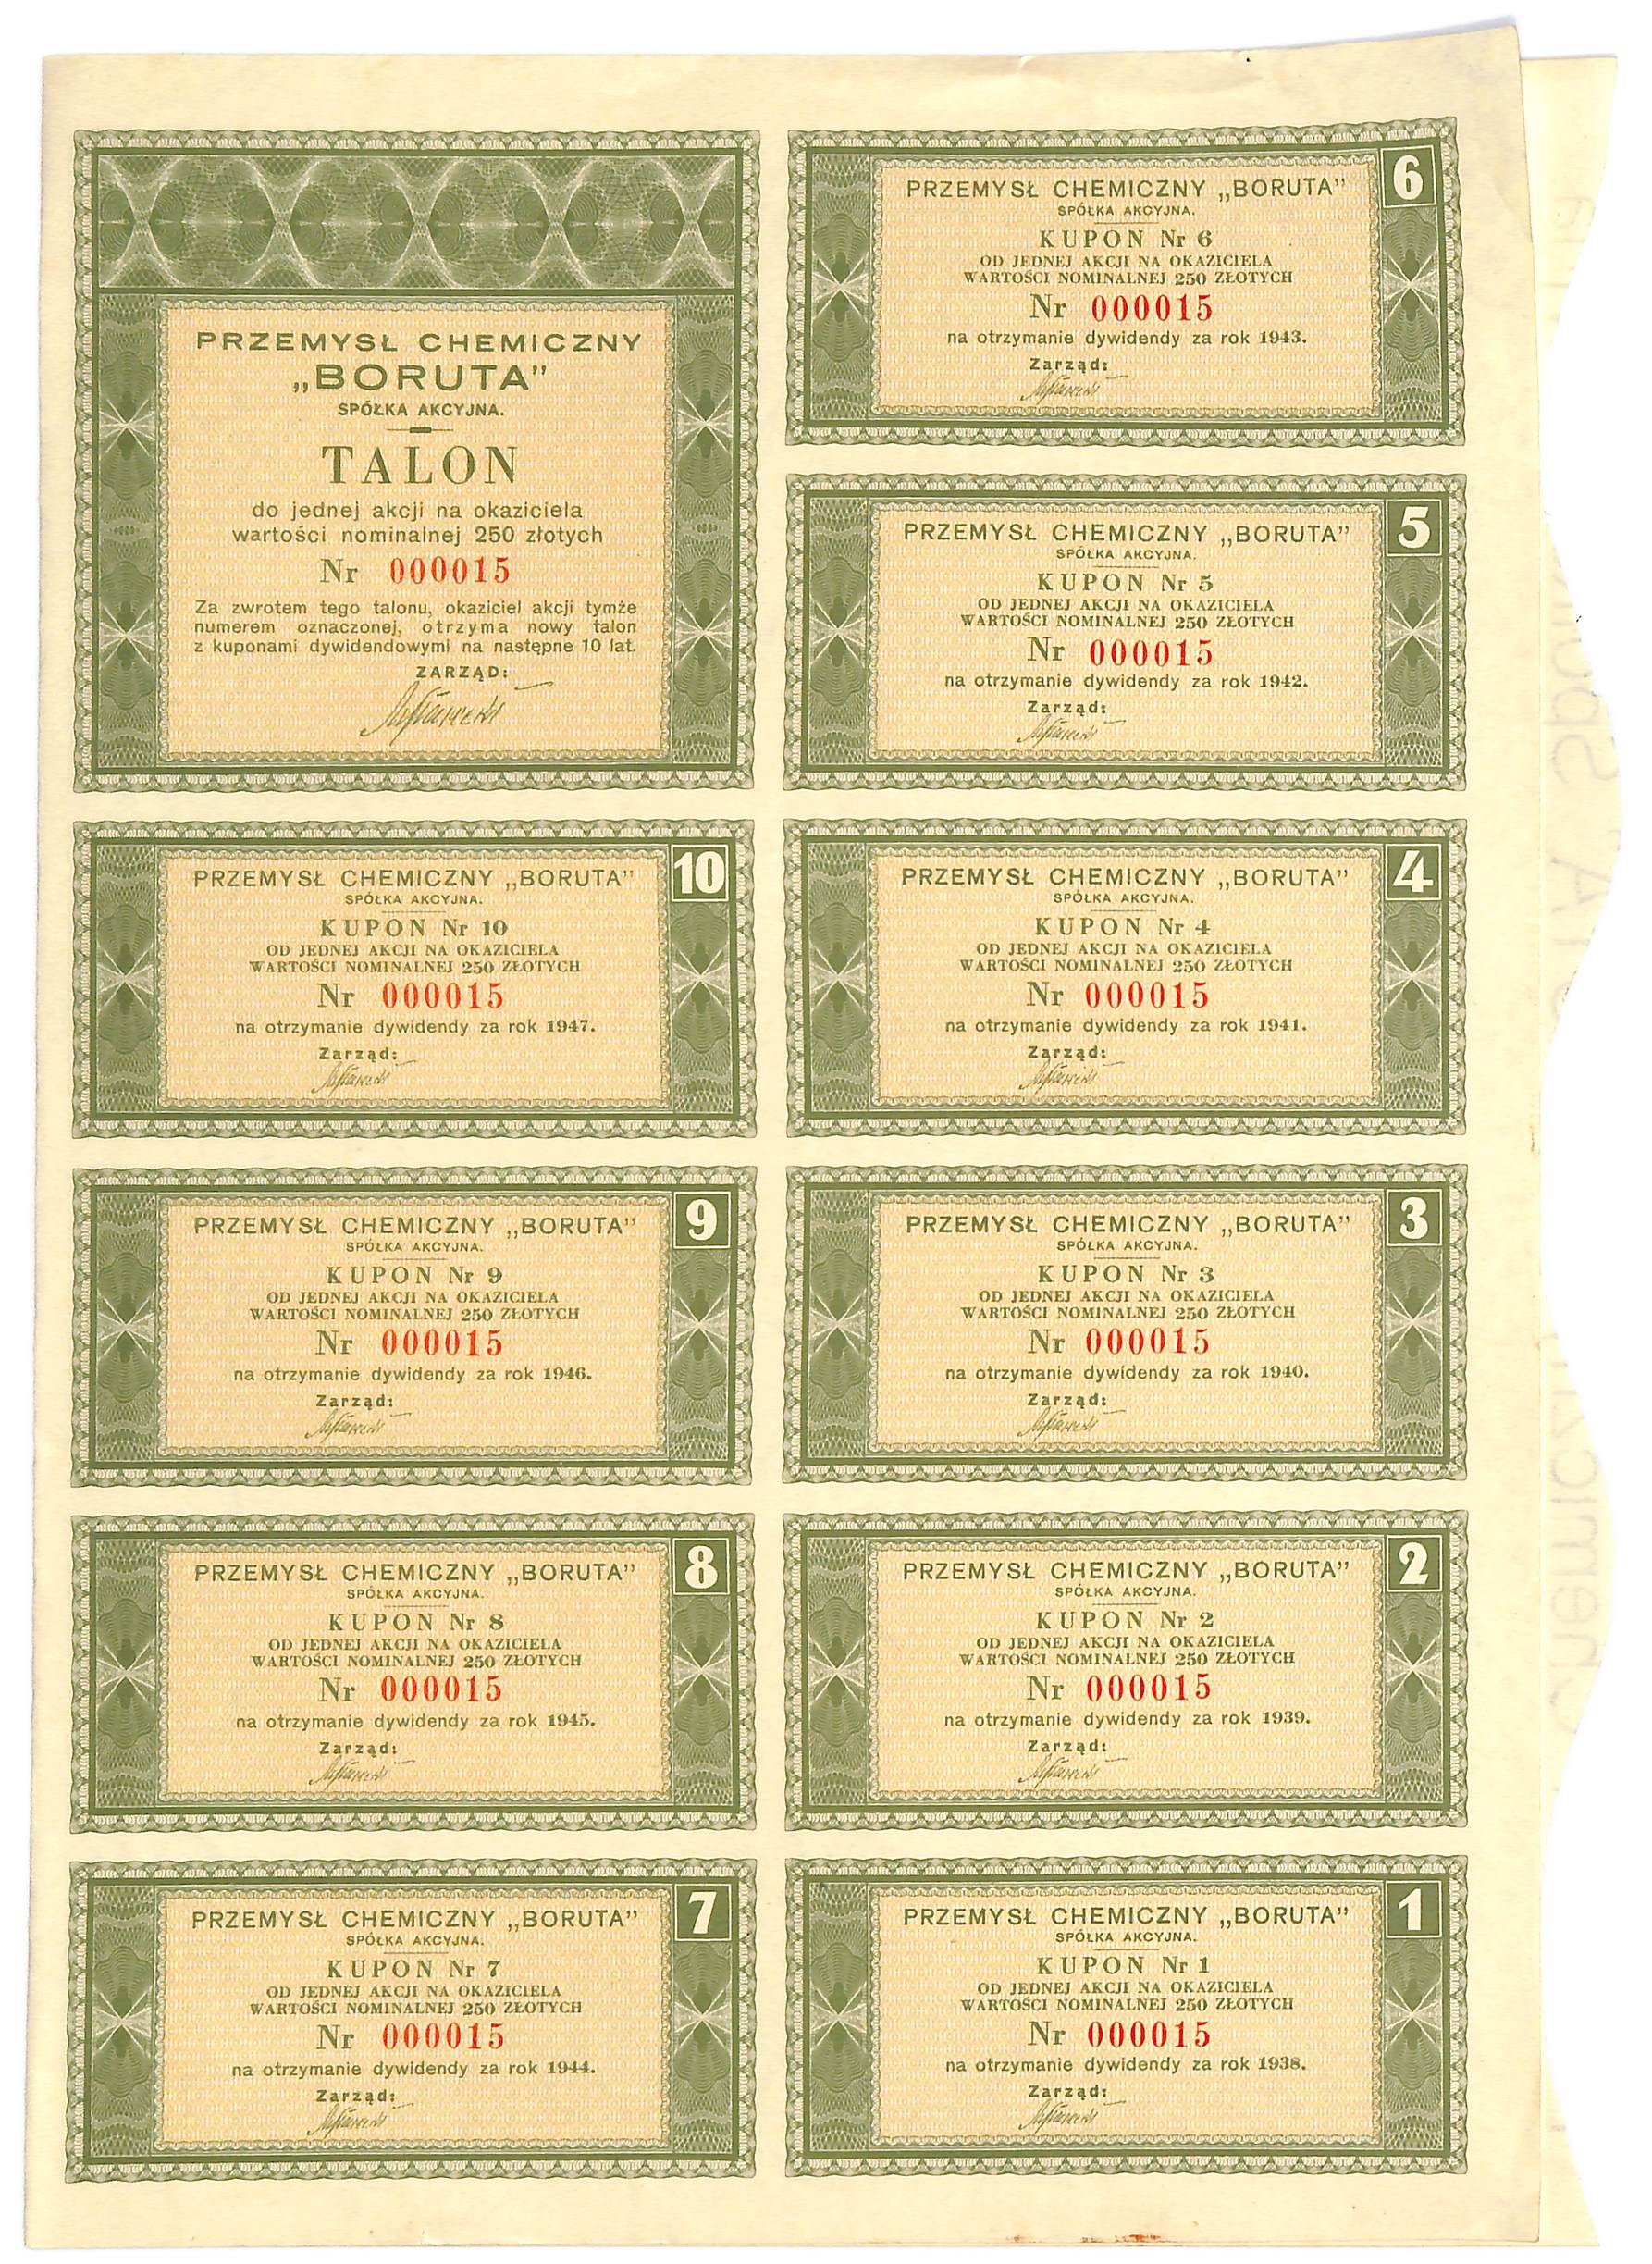 PRZEMYSŁ CHEMICZNY
„BORUTA”
SPÓŁKA AKCYJNA.
TALON
do jednej akcji na okaziciela
wartości nominalnej 250 złotych
Nr 000015
Za zwrotem tego talonu, okaziciel akcji tymże
numerem oznaczonej, otrzyma nowy talon
z kuponami dywidendowymi na następne 10 lat.
ZARZĄD:
10
PRZEMYSŁ CHEMICZNY „BORUTA”
SPÓŁKA AKCYJNA.
KUPON Nr 10
OD JEDNEJ AKCJI NA OKAZICIELA
WARTOŚCI NOMINALNEJ 250 ZŁOTYCH
Nr 000015
na otrzymanie dywidendy za rok 1947.
Zarząd:
9
PRZEMYSŁ CHEMICZNY „BORUTA”
SPÓŁKA AKCYJNA.
KUPON Nr 9
OD JEDNEJ AKCJI NA OKAZICIELA
WARTOŚCI NOMINALNEJ 250 ZŁOTYCH
Nr 000015
na otrzymanie dywidendy za rok 1946.
Zarząd:
8
PRZEMYSŁ CHEMICZNY „BORUTA”
SPÓŁKA AKCYJNA.
KUPON Nr 8
OD JEDNEJ AKCJI NA OKAZICIELA
WARTOŚCI NOMINALNEJ 250 ZŁOTYCH
Nr 000015
na otrzymanie dywidendy za rok 1945.
Zarząd:
7
PRZEMYSŁ CHEMICZNY „BORUTA”
SPÓŁKA AKCYJNA.
KUPON Nr 7
OD JEDNEJ AKCJI NA OKAZICIELA
WARTOŚCI NOMINALNEJ 250 ZŁOTYCH
Nr 000015
na otrzymanie dywidendy za rok 1944.
Zarząd:
6
PRZEMYSŁ CHEMICZNY „BORUTA”
SPÓŁKA AKCYJNA.
KUPON Nr 6
OD JEDNEJ AKCJI NA OKAZICIELA
WARTOŚCI NOMINALNEJ 250 ZŁOTYCH
Nr 000015
na otrzymanie dywidendy za rok 1943.
Zarząd:
5
PRZEMYSŁ CHEMICZNY „BORUTA”
SPÓŁKA AKCYJNA.
KUPON Nr 5
OD JEDNEJ AKCJI NA OKAZICIELA
WARTOŚCI NOMINALNEJ 250 ZŁOTYCH
Nr 000015
na otrzymanie dywidendy za rok 1942.
Zarząd:
4
PRZEMYSŁ CHEMICZNY „BORUTA”
SPÓŁKA AKCYJNA.
KUPON Nr 4
OD JEDNEJ AKCJI NA OKAZICIELA
WARTOŚCI NOMINALNEJ 250 ZŁOTYCH
Nr 000015
na otrzymanie dywidendy za rok 1941.
Zarząd:
3
PRZEMYSŁ CHEMICZNY „BORUTA”
SPÓŁKA AKCYJNA.
KUPON Nr 3
OD JEDNEJ AKCJI NA OKAZICIELA
WARTOŚCI NOMINALNEJ 250 ZŁOTYCH
Nr 000015
na otrzymanie dywidendy za rok 1940.
Zarząd:
2
PRZEMYSŁ CHEMICZNY „BORUTA”
SPÓŁKA AKCYJNA.
KUPON Nr 2
OD JEDNEJ AKCJI NA OKAZICIELA
WARTOŚCI NOMINALNEJ 250 ZŁOTYCH
Nr 000015
na otrzymanie dywidendy za rok 1939.
Zarząd:
1
PRZEMYSŁ CHEMICZNY „BORUTA”
SPÓŁKA AKCYJNA.
KUPON Nr 1
OD JEDNEJ AKCJI NA OKAZICIELA
WARTOŚCI NOMINALNEJ 250 ZŁOTYCH
Nr 000015
na otrzymanie dywidendy za rok 1938.
Zarząd: